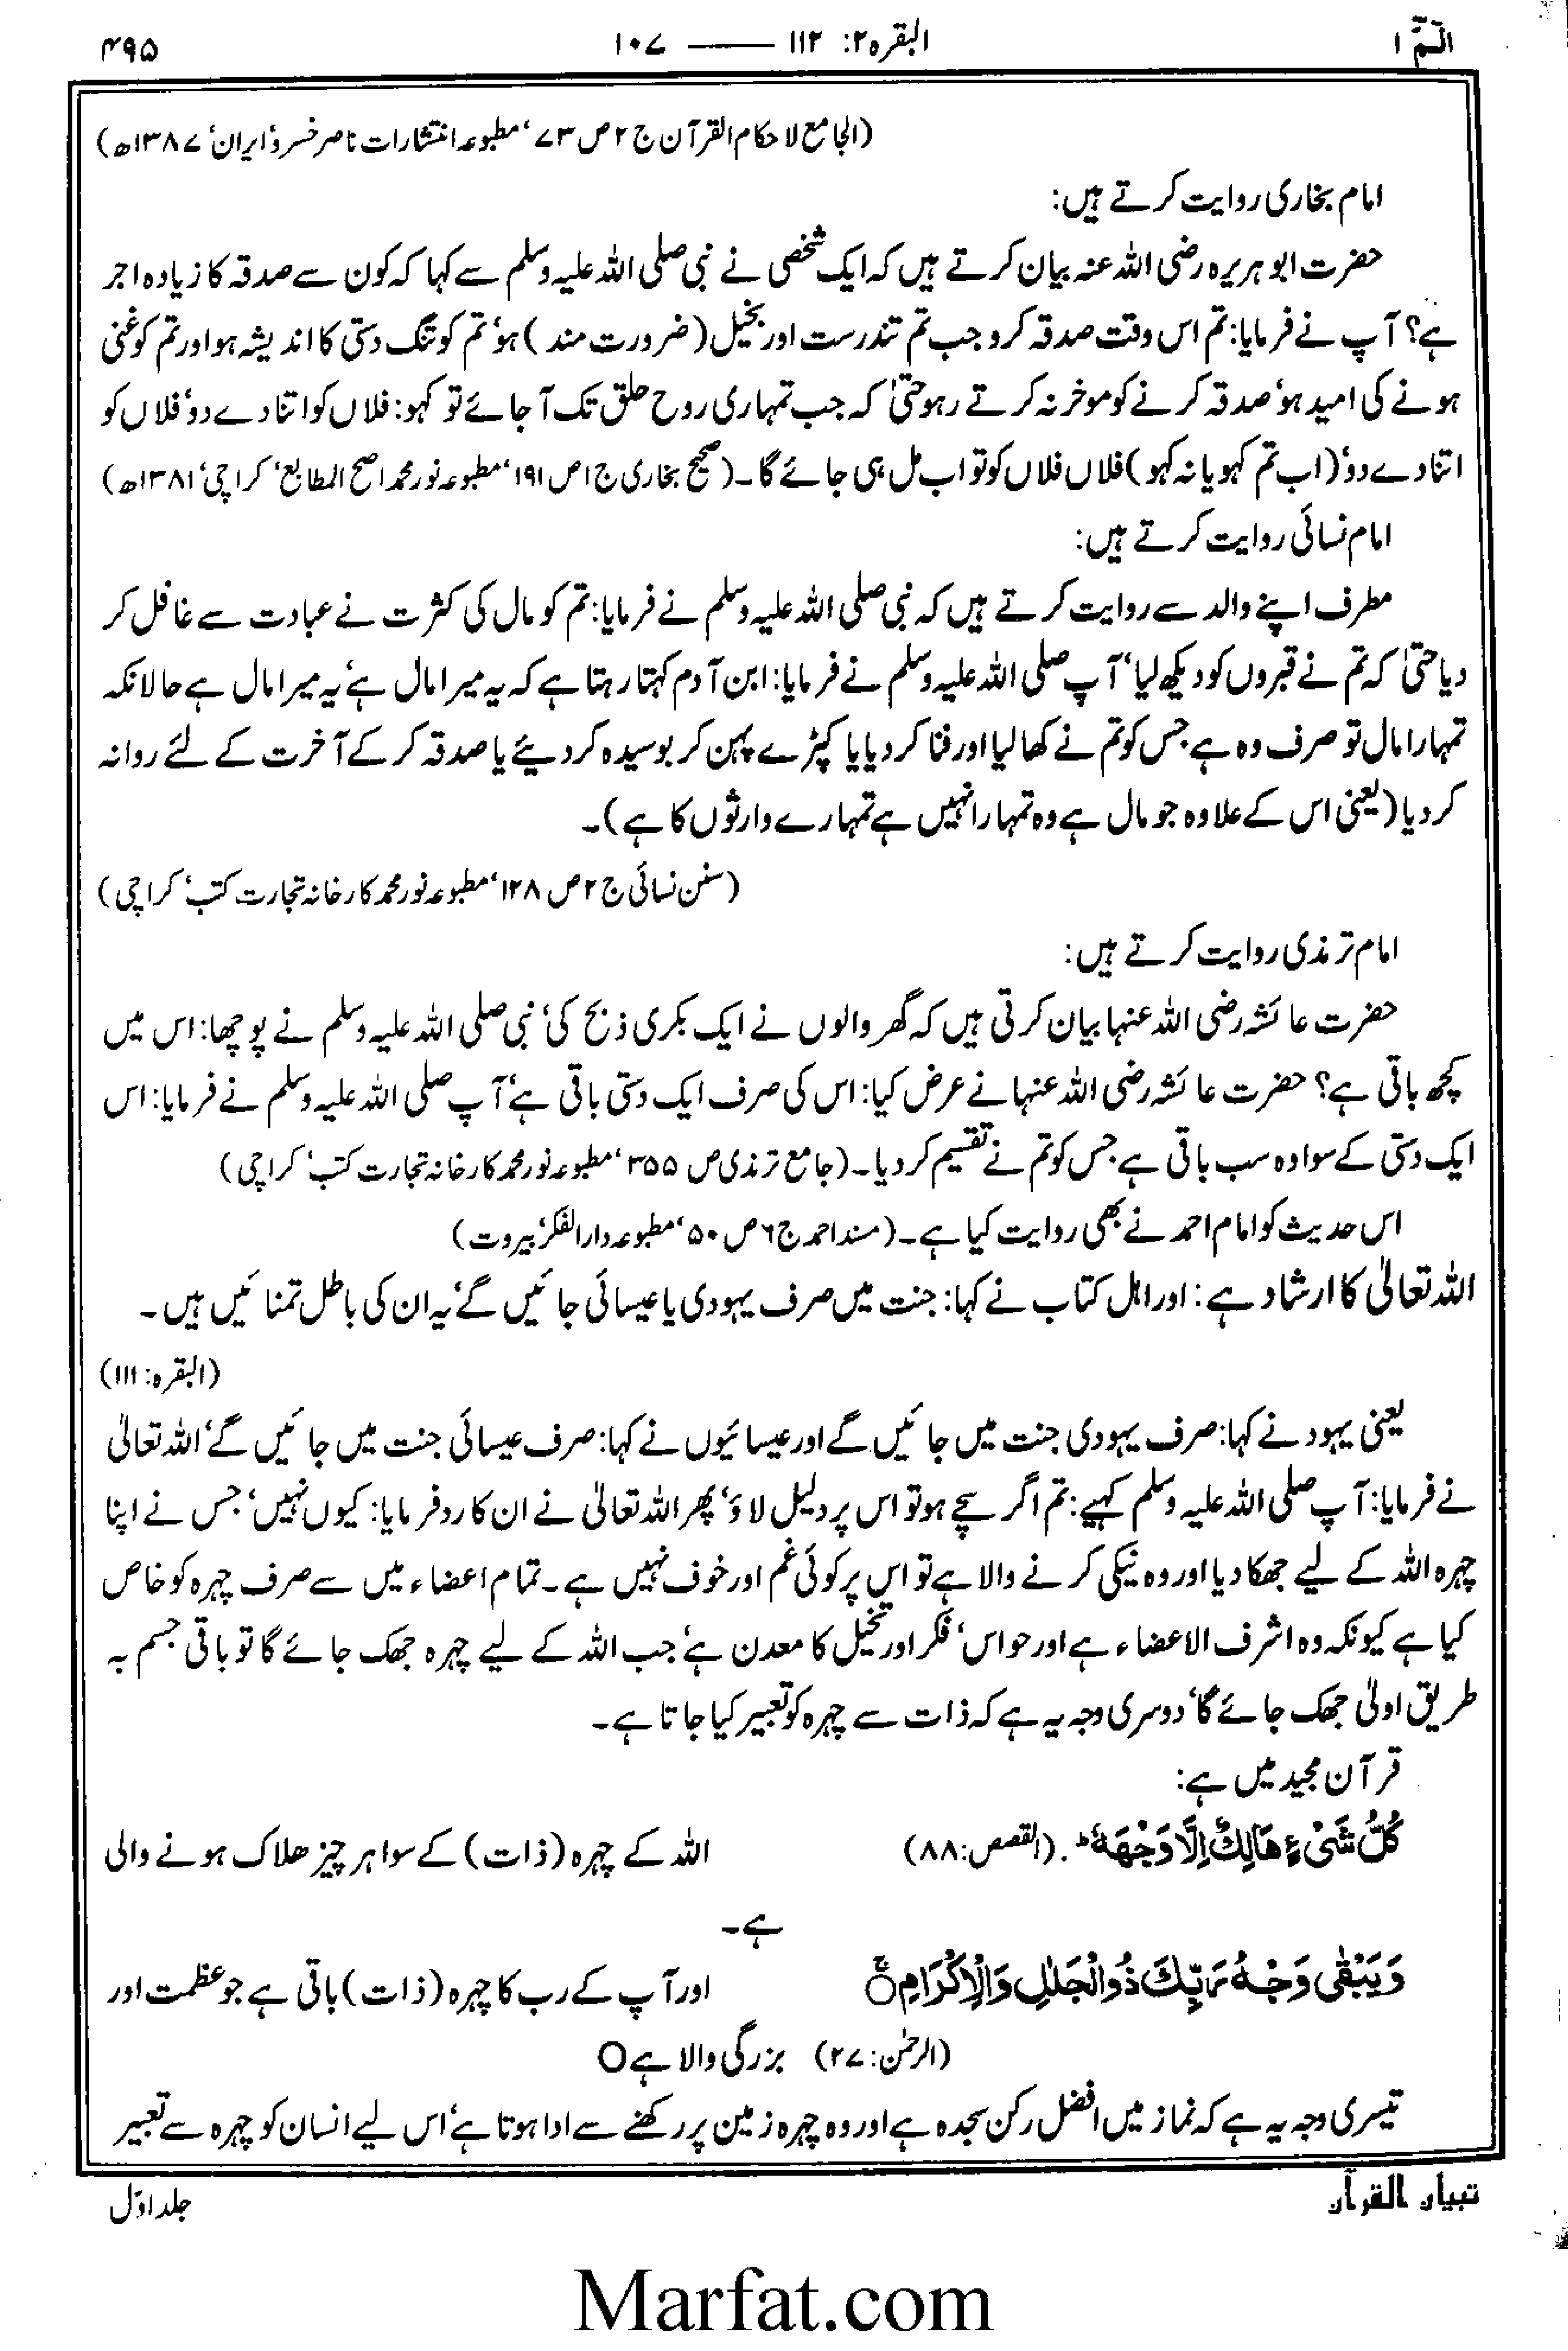 الٓمّٓ ١
البقرہ٢: ١١٢ —— ١٠٧
۴۹۵
(الجامع لاحکام القرآن ج ۲ ص ۷۳، مطبوعہ انتشارات ناصر خسرو، ایران، ۱۳۸۷ھ)
امام بخاری روایت کرتے ہیں:
حضرت ابو ہریرہ رضی اللہ عنہ بیان کرتے ہیں کہ ایک شخص نے نبی صلی اللہ علیہ وسلم سے کہا کہ کون سے صدقہ کا زیادہ اجر
ہے؟ آپ نے فرمایا: تم اس وقت صدقہ کرو جب تم تندرست اور بخیل (ضرورت مند) ہو، تم کو تنگ دستی کا اندیشہ ہو اور تم کو غنی
ہونے کی امید ہو، صدقہ کرنے کو موخر نہ کرتے رہو حتیٰ کہ جب تمہاری روح حلق تک آ جائے تو کہو: فلاں کو اتنا دے دو، فلاں کو
اتنا دے دو، (اب تم کہو یا نہ کہو) فلاں فلاں کو تو اب مل ہی جائے گا۔ (صحیح بخاری ج ۱ ص ۱۹۱، مطبوعہ نور محمد اصح المطابع، کراچی، ۱۳۸۱ھ)
امام نسائی روایت کرتے ہیں:
مطرف اپنے والد سے روایت کرتے ہیں کہ نبی صلی اللہ علیہ وسلم نے فرمایا: تم کو مال کی کثرت نے عبادت سے غافل کر
دیا حتیٰ کہ تم نے قبروں کو دیکھ لیا، آپ صلی اللہ علیہ وسلم نے فرمایا: ابن آدم کہتا رہتا ہے کہ یہ میرا مال ہے، یہ میرا مال ہے حالانکہ
تمہارا مال تو صرف وہ ہے جس کو تم نے کھا لیا اور فنا کر دیا یا کپڑے پہن کر بوسیدہ کر دیئے یا صدقہ کر کے آخرت کے لئے روانہ
کر دیا (یعنی اس کے علاوہ جو مال ہے وہ تمہارا نہیں ہے تمہارے وارثوں کا ہے)۔
(سنن نسائی ج ۲ ص ۱۲۸، مطبوعہ نور محمد کارخانہ تجارت کتب، کراچی)
امام ترمذی روایت کرتے ہیں:
حضرت عائشہ رضی اللہ عنہا بیان کرتی ہیں کہ گھر والوں نے ایک بکری ذبح کی، نبی صلی اللہ علیہ وسلم نے پوچھا: اس میں
کچھ باقی ہے؟ حضرت عائشہ رضی اللہ عنہا نے عرض کیا: اس کی صرف ایک دستی باقی ہے، آپ صلی اللہ علیہ وسلم نے فرمایا: اس
ایک دستی کے سوا وہ سب باقی ہے جس کو تم نے تقسیم کر دیا۔ (جامع ترمذی ص ۳۵۵، مطبوعہ نور محمد کارخانہ تجارت کتب، کراچی)
اس حدیث کو امام احمد نے بھی روایت کیا ہے۔ (مسند احمد ج ۶ ص ۵۰، مطبوعہ دار الفکر، بیروت)
اللہ تعالیٰ کا ارشاد ہے: اور اہل کتاب نے کہا: جنت میں صرف یہودی یا عیسائی جائیں گے، یہ ان کی باطل تمنائیں ہیں۔
(البقرہ: ۱۱۱)
یعنی یہود نے کہا: صرف یہودی جنت میں جائیں گے اور عیسائیوں نے کہا: صرف عیسائی جنت میں جائیں گے، اللہ تعالیٰ
نے فرمایا: آپ صلی اللہ علیہ وسلم کہیے: تم اگر سچے ہو تو اس پر دلیل لاؤ، پھر اللہ تعالیٰ نے ان کا رد فرمایا: کیوں نہیں، جس نے اپنا
چہرہ اللہ کے لیے جھکا دیا اور وہ نیکی کرنے والا ہے تو اس پر کوئی غم اور خوف نہیں ہے۔ تمام اعضاء میں سے صرف چہرہ کو خاص
کیا ہے کیونکہ وہ اشرف الاعضاء ہے اور حواس، فکر اور تخیل کا معدن ہے، جب اللہ کے لیے چہرہ جھک جائے گا تو باقی جسم بہ
طریق اولیٰ جھک جائے گا، دوسری وجہ یہ ہے کہ ذات سے چہرہ کو تعبیر کیا جاتا ہے۔
قرآن مجید میں ہے:
كُلُّ شَىْءٍ هَالِكٌ اِلَّا وَجْهَهٗ ؕ. (القصص: ۸۸)
اللہ کے چہرہ (ذات) کے سوا ہر چیز ھلاک ہونے والی
ہے۔
وَيَبْقٰى وَجْهُ رَبِّكَ ذُو الْجَلٰلِ وَالْاِكْرَامِ ۞
اور آپ کے رب کا چہرہ (ذات) باقی ہے جو عظمت اور
(الرحمٰن: ۲۷) بزرگی والا ہے ○
تیسری وجہ یہ ہے کہ نماز میں افضل رکن سجدہ ہے اور وہ چہرہ زمین پر رکھنے سے ادا ہوتا ہے، اس لیے انسان کو چہرہ سے تعبیر
تبیان القرآن
جلد اوّل
Marfat.com